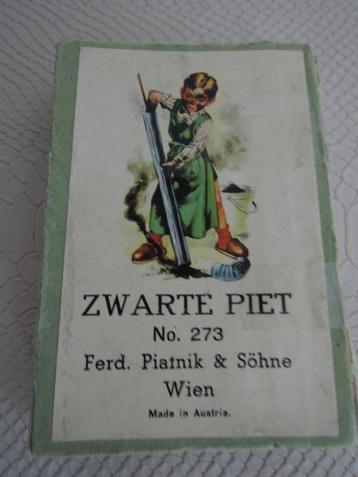 ZWARTE PIET
No. 273
Ferd. Piatnik & Söhne
Wien
Made in Austria.